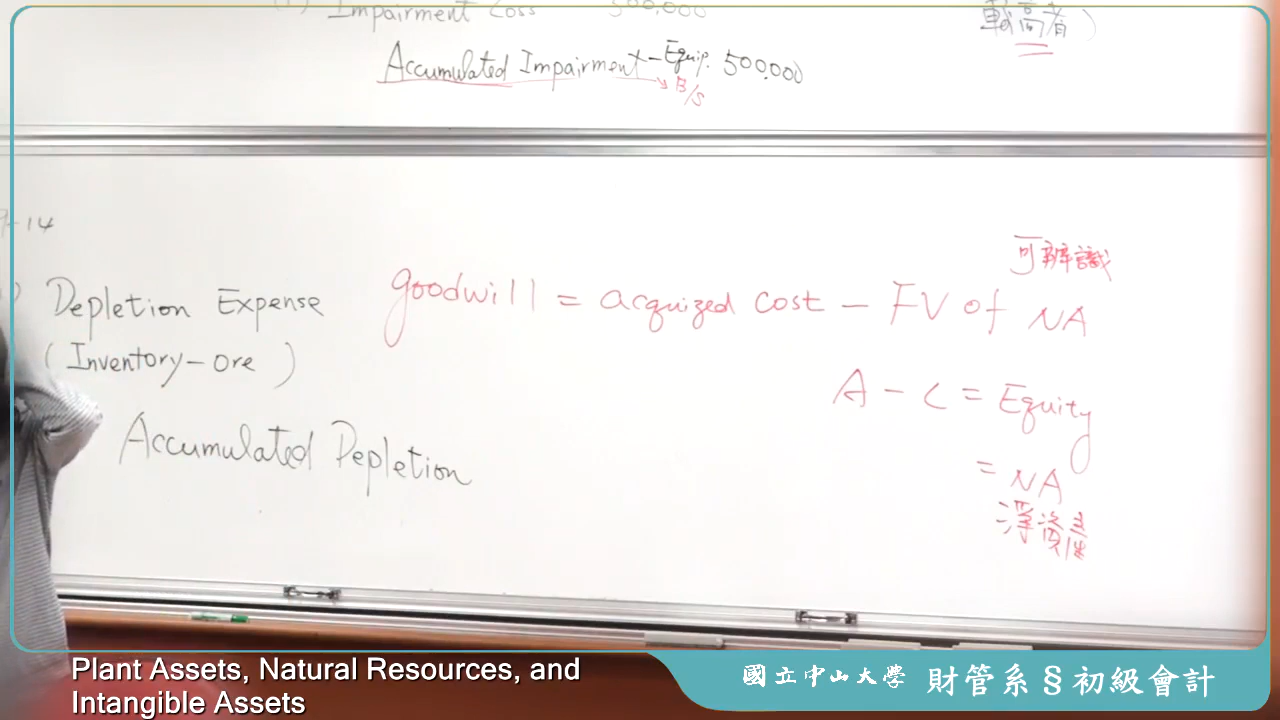 Impairment Loss 500,000
較高者)
Accumulated Impairment - Equip. 500,000
B/S
9-14
可辨識
Depletion Expense
goodwill = acquized cost - FV of NA
(Inventory - ore)
A - L = Equity
Accumulated Depletion
= NA
淨資產
Plant Assets, Natural Resources, and
Intangible Assets
國立中山大學 財管系§初級會計